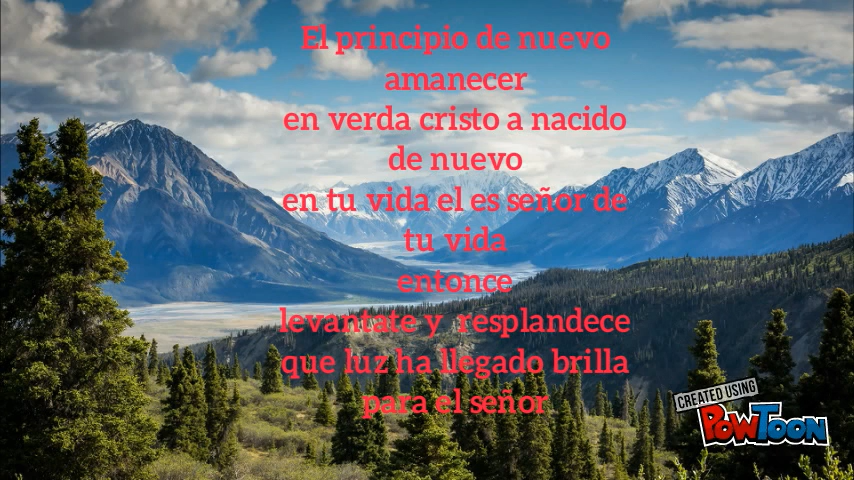 El principio de nuevo
amanecer
en verda cristo a nacido
de nuevo
en tu vida el es señor de
tu vida
entonce
levantate y  resplandece
que luz ha llegado brilla
para el señor
CREATED USING
POWTOON